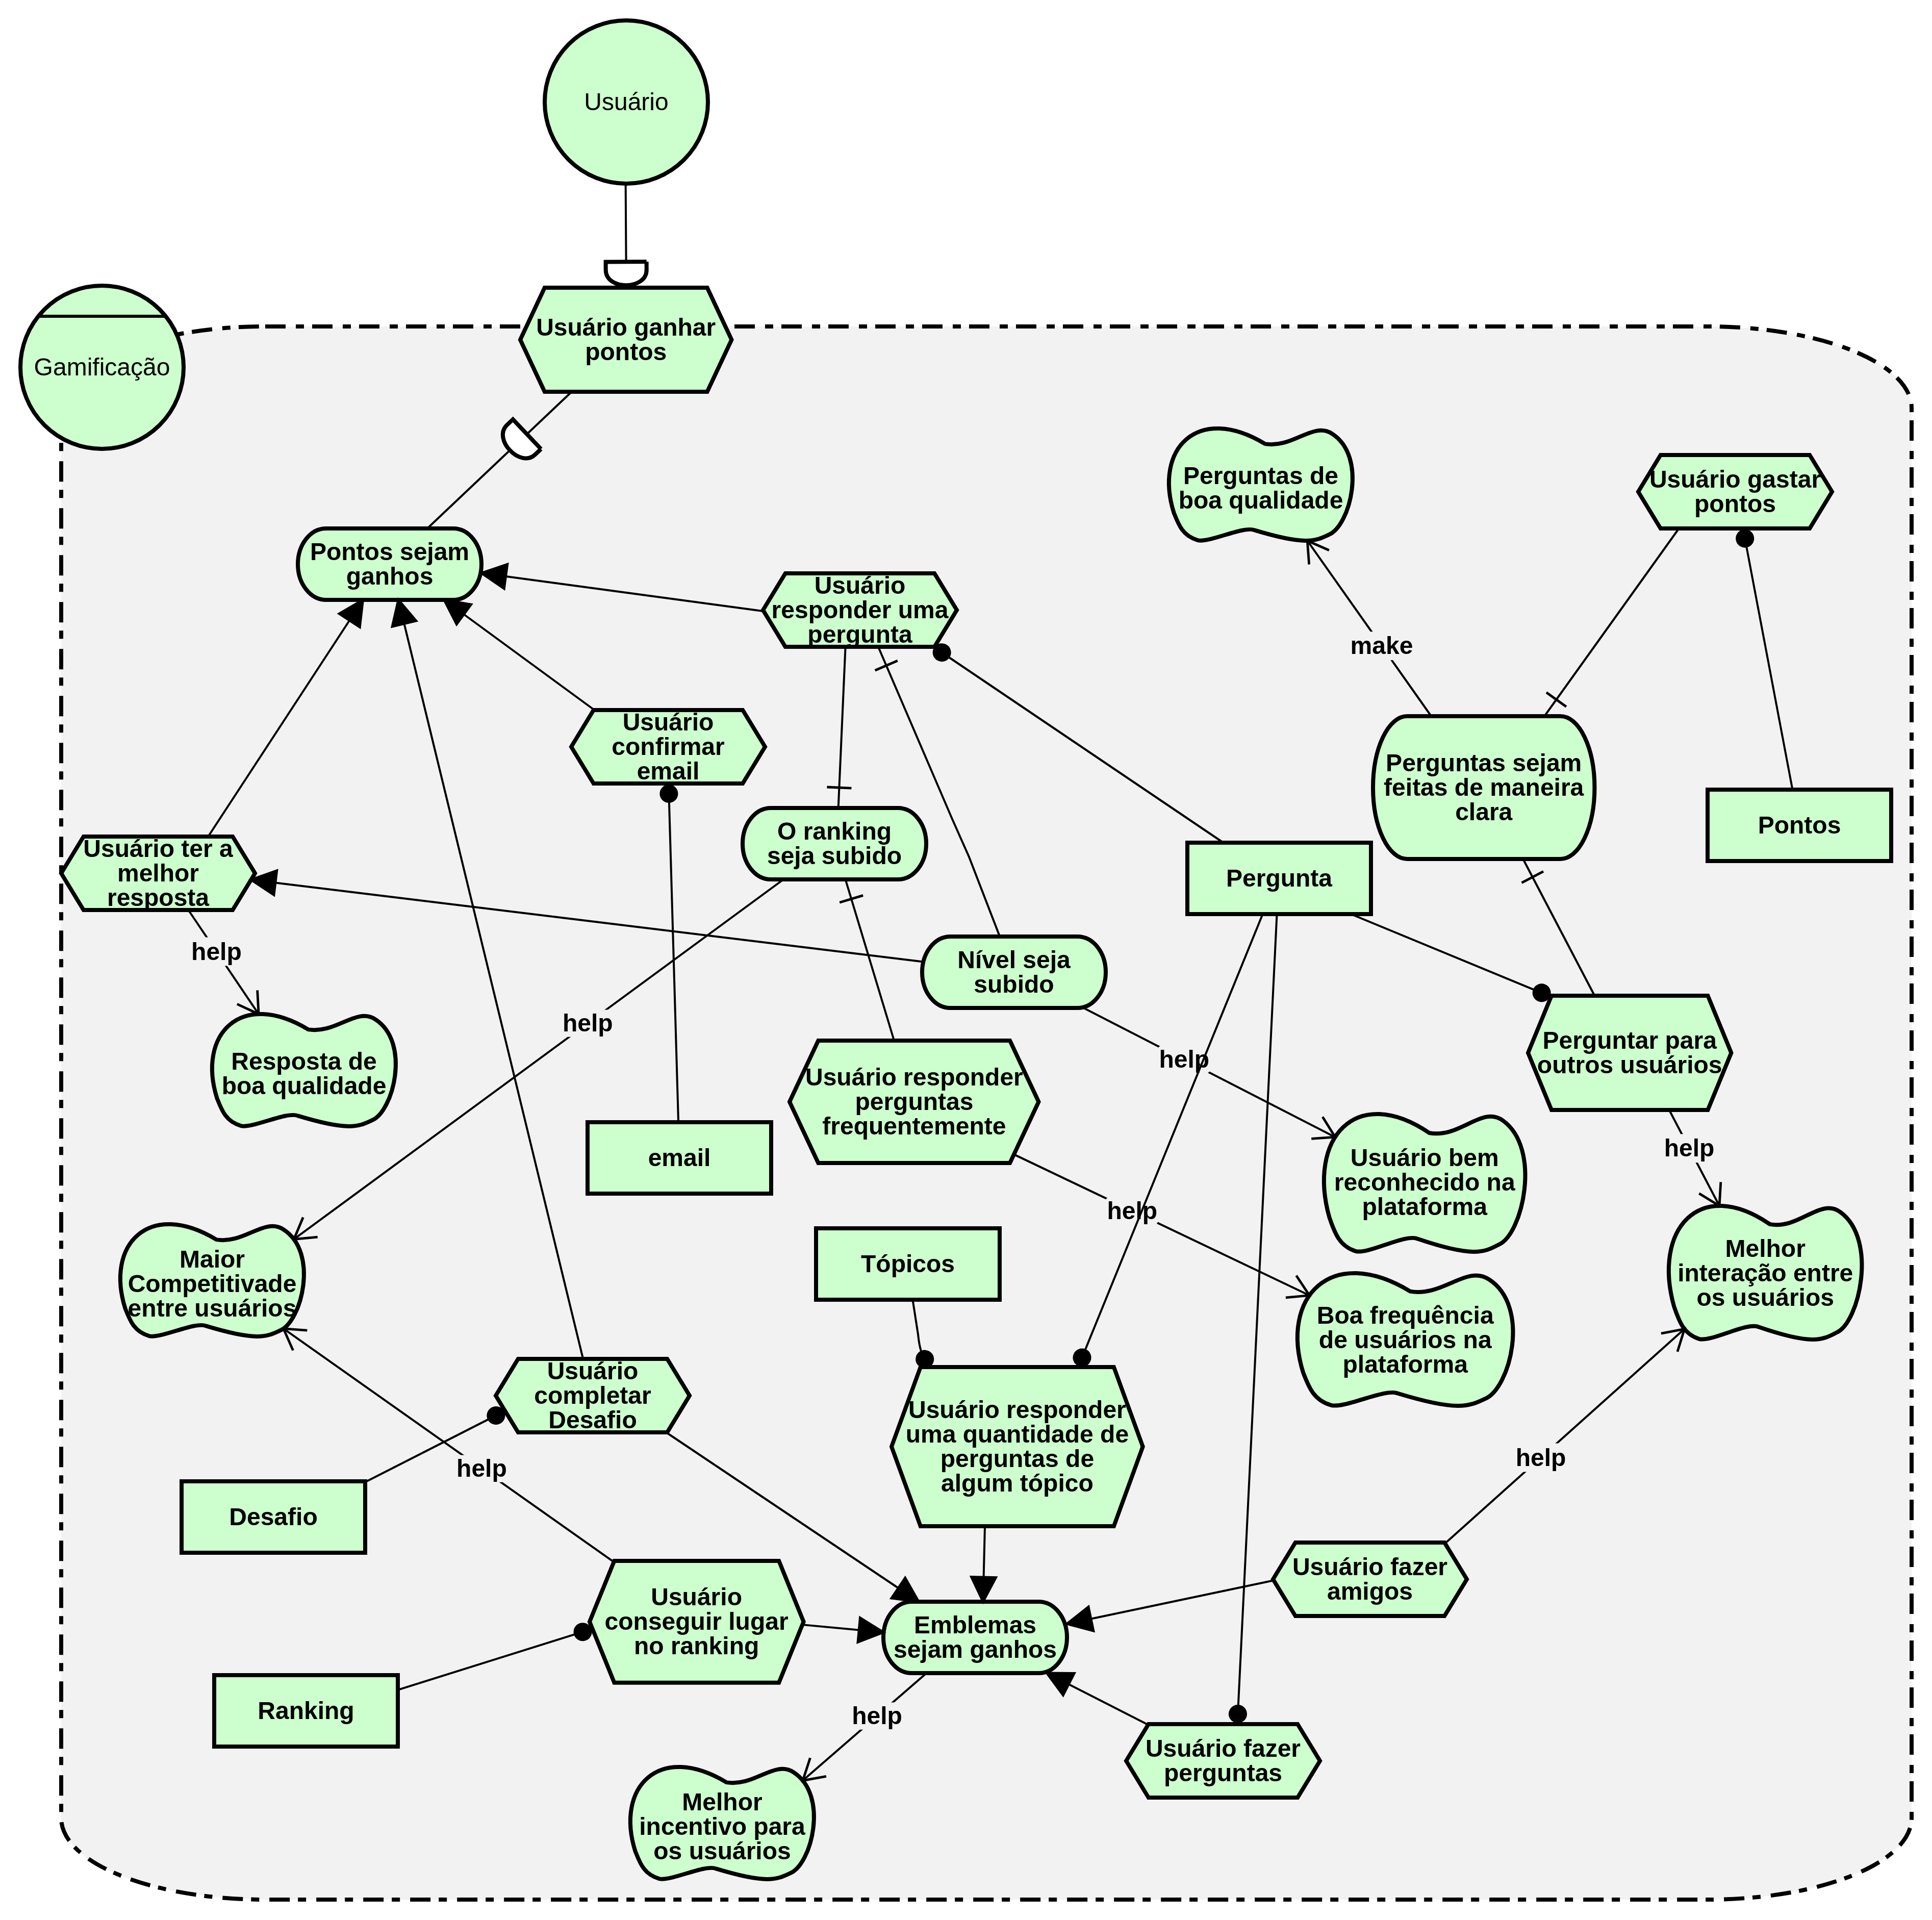 Usuário
Usuário ganhar
pontos
Gamificação
Perguntas de
boa qualidade
Usuário gastar
pontos
Pontos sejam
ganhos
Usuário
responder uma
pergunta
make
Usuário
confirmar
email
Perguntas sejam
feitas de maneira
clara
Pontos
O ranking
seja subido
Usuário ter a
melhor
resposta
Pergunta
help
Nível seja
subido
help
Resposta de
boa qualidade
Usuário responder
perguntas
frequentemente
help
Perguntar para
outros usuários
email
help
Usuário bem
reconhecido na
plataforma
help
Maior
Competitivade
entre usuários
Tópicos
Melhor
interação entre
os usuários
Boa frequência
de usuários na
plataforma
Usuário
completar
Desafio
help
Usuário responder
uma quantidade de
perguntas de
algum tópico
help
Desafio
Usuário
conseguir lugar
no ranking
Usuário fazer
amigos
Emblemas
sejam ganhos
Ranking
help
Usuário fazer
perguntas
Melhor
incentivo para
os usuários